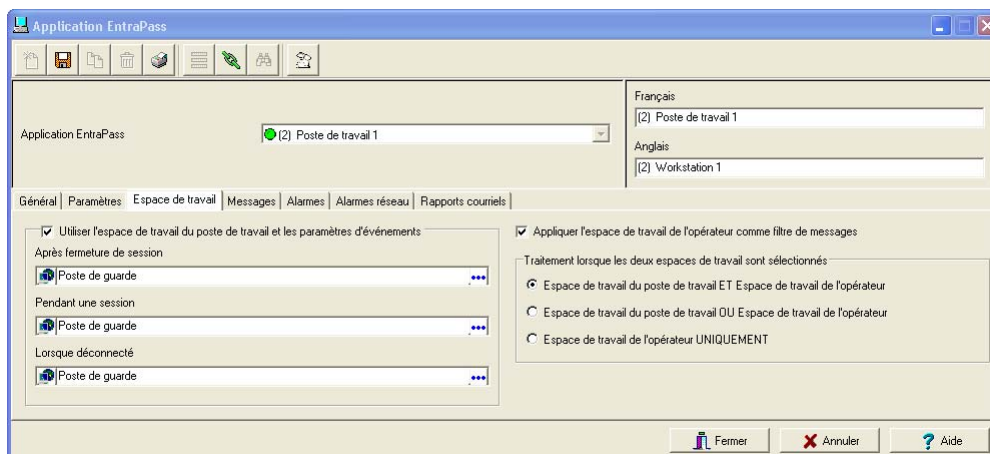 Application EntraPass
Français
(2) Poste de travail 1
Application EntraPass
(2) Poste de travail 1
Anglais
(2) Workstation 1
Général
Paramètres
Espace de travail
Messages
Alarmes
Alarmes réseau
Rapports courriels
Utiliser l'espace de travail du poste de travail et les paramètres d'événements
Après fermeture de session
Poste de guarde
Pendant une session
Poste de guarde
Lorsque déconnecté
Poste de guarde
Appliquer l'espace de travail de l'opérateur comme filtre de messages
Traitement lorsque les deux espaces de travail sont sélectionnés
Espace de travail du poste de travail ET Espace de travail de l'opérateur
Espace de travail du poste de travail OU Espace de travail de l'opérateur
Espace de travail de l'opérateur UNIQUEMENT
Fermer
Annuler
Aide